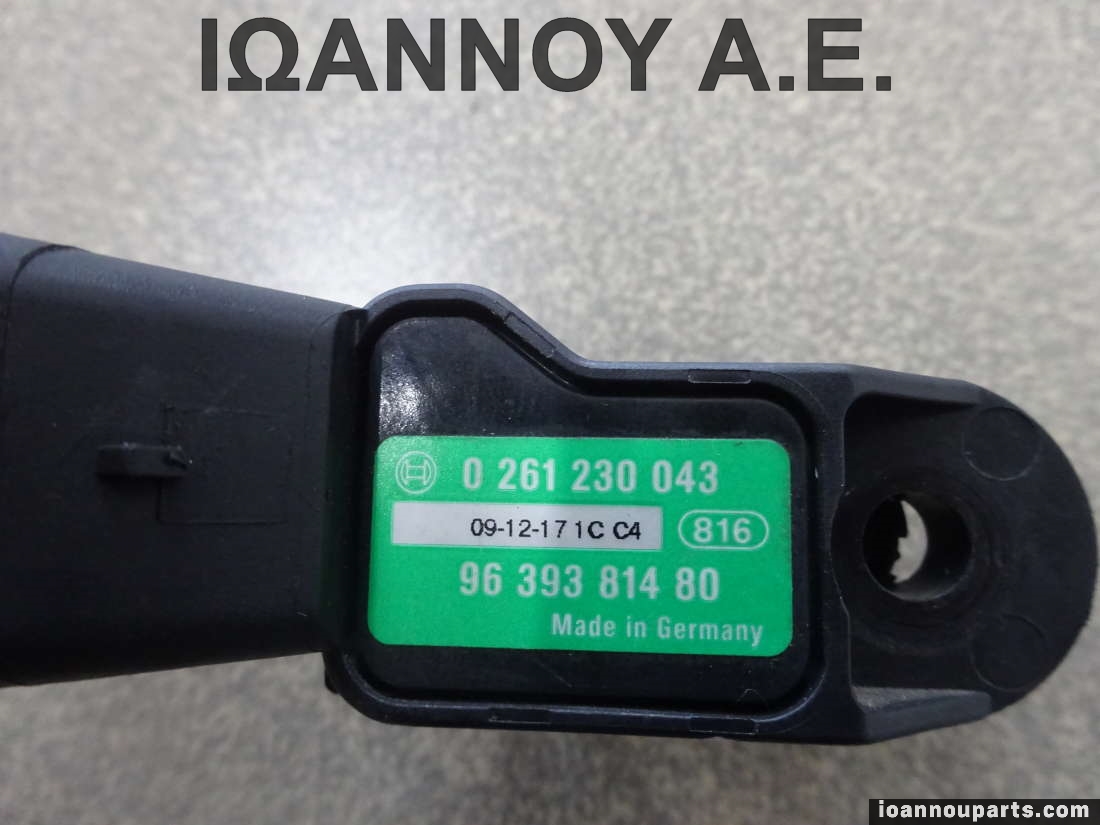 ΙΩΑΝΝΟΥ Α.Ε.
0 261 230 043
09-12-17 1C C4
816
96 393 814 80
Made in Germany
ioannouparts.com